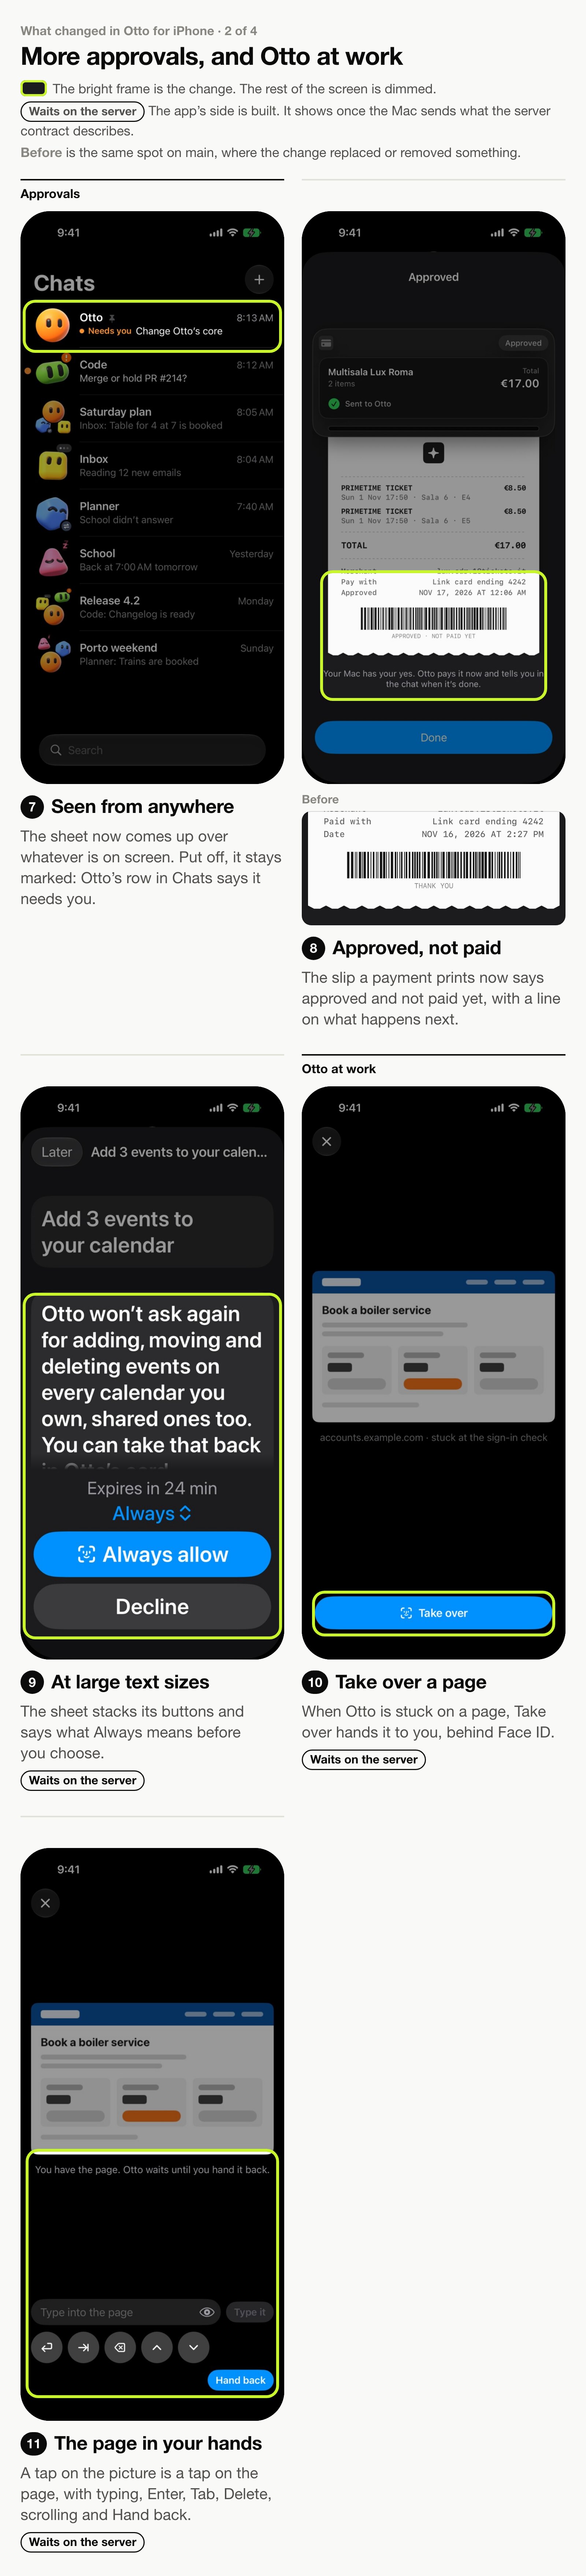 What changed in Otto for iPhone · 2 of 4
More approvals, and Otto at work
The bright frame is the change. The rest of the screen is dimmed.
Waits on the server The app’s side is built. It shows once the Mac sends what the server
contract describes.
Before is the same spot on main, where the change replaced or removed something.
Approvals
9:41
Chats
Otto
8:13 AM
Needs you Change Otto’s core
Code
8:12 AM
Merge or hold PR #214?
Saturday plan
8:05 AM
Inbox: Table for 4 at 7 is booked
Inbox
8:04 AM
Reading 12 new emails
Planner
7:40 AM
School didn’t answer
School
Yesterday
Back at 7:00 AM tomorrow
Release 4.2
Monday
Code: Changelog is ready
Porto weekend
Sunday
Planner: Trains are booked
Search
7 Seen from anywhere
The sheet now comes up over
whatever is on screen. Put off, it stays
marked: Otto’s row in Chats says it
needs you.
9:41
Approved
Approved
Multisala Lux Roma
Total
2 items
€17.00
Sent to Otto
PRIMETIME TICKET €8.50
Sun 1 Nov 17:50 · Sala 6 · E4
PRIMETIME TICKET €8.50
Sun 1 Nov 17:50 · Sala 6 · E5
TOTAL €17.00
Pay with Link card ending 4242
Approved NOV 17, 2026 AT 12:06 AM
APPROVED · NOT PAID YET
Your Mac has your yes. Otto pays it now and tells you in
the chat when it’s done.
Done
Before
Paid with Link card ending 4242
Date NOV 16, 2026 AT 2:27 PM
THANK YOU
8 Approved, not paid
The slip a payment prints now says
approved and not paid yet, with a line
on what happens next.
9:41
Later
Add 3 events to your calen...
Add 3 events to
your calendar
Otto won’t ask again
for adding, moving and
deleting events on
every calendar you
own, shared ones too.
You can take that back
Expires in 24 min
Always
Always allow
Decline
9 At large text sizes
The sheet stacks its buttons and
says what Always means before
you choose.
Waits on the server
Otto at work
9:41
Book a boiler service
accounts.example.com · stuck at the sign-in check
Take over
10 Take over a page
When Otto is stuck on a page, Take
over hands it to you, behind Face ID.
Waits on the server
9:41
Book a boiler service
You have the page. Otto waits until you hand it back.
Type into the page
Type it
Hand back
11 The page in your hands
A tap on the picture is a tap on the
page, with typing, Enter, Tab, Delete,
scrolling and Hand back.
Waits on the server